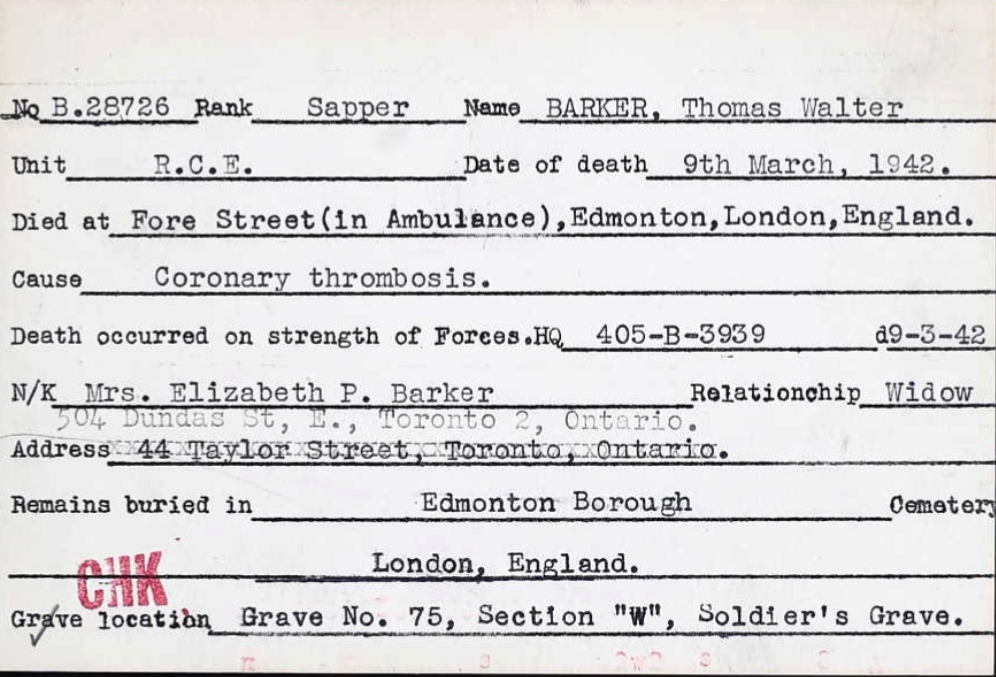 No B.28726 Rank Sapper Name BARKER, Thomas Walter
Unit R.C.E. Date of death 9th March, 1942.
Died at Fore Street(in Ambulance),Edmonton,London,England.
Cause Coronary thrombosis.
Death occurred on strength of Forces.HQ 405-B-3939 d9-3-42
N/K Mrs. Elizabeth P. Barker Relationchip Widow
504 Dundas St, E., Toronto 2, Ontario.
Address 44 Taylor Street, Toronto, Ontario.
Remains buried in Edmonton Borough Cemetery
London, England.
CHK
Grave location Grave No. 75, Section "W", Soldier's Grave.